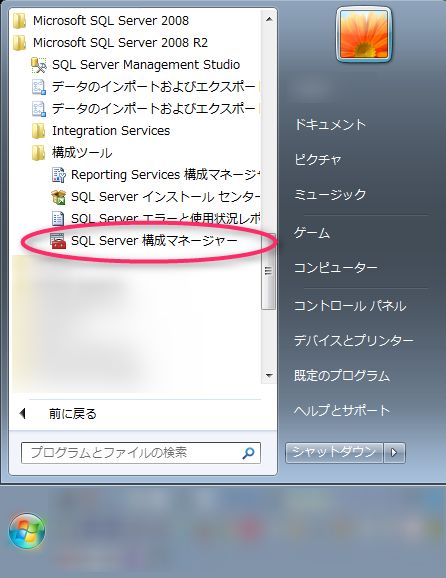 Microsoft SQL Server 2008
Microsoft SQL Server 2008 R2
SQL Server Management Studio
データのインポートおよびエクスポー
データのインポートおよびエクスポー
Integration Services
構成ツール
Reporting Services 構成マネージャ
SQL Server インストール センター
SQL Server エラーと使用状況レポ
SQL Server 構成マネージャー
前に戻る
プログラムとファイルの検索
ドキュメント
ピクチャ
ミュージック
ゲーム
コンピューター
コントロール パネル
デバイスとプリンター
既定のプログラム
ヘルプとサポート
シャットダウン